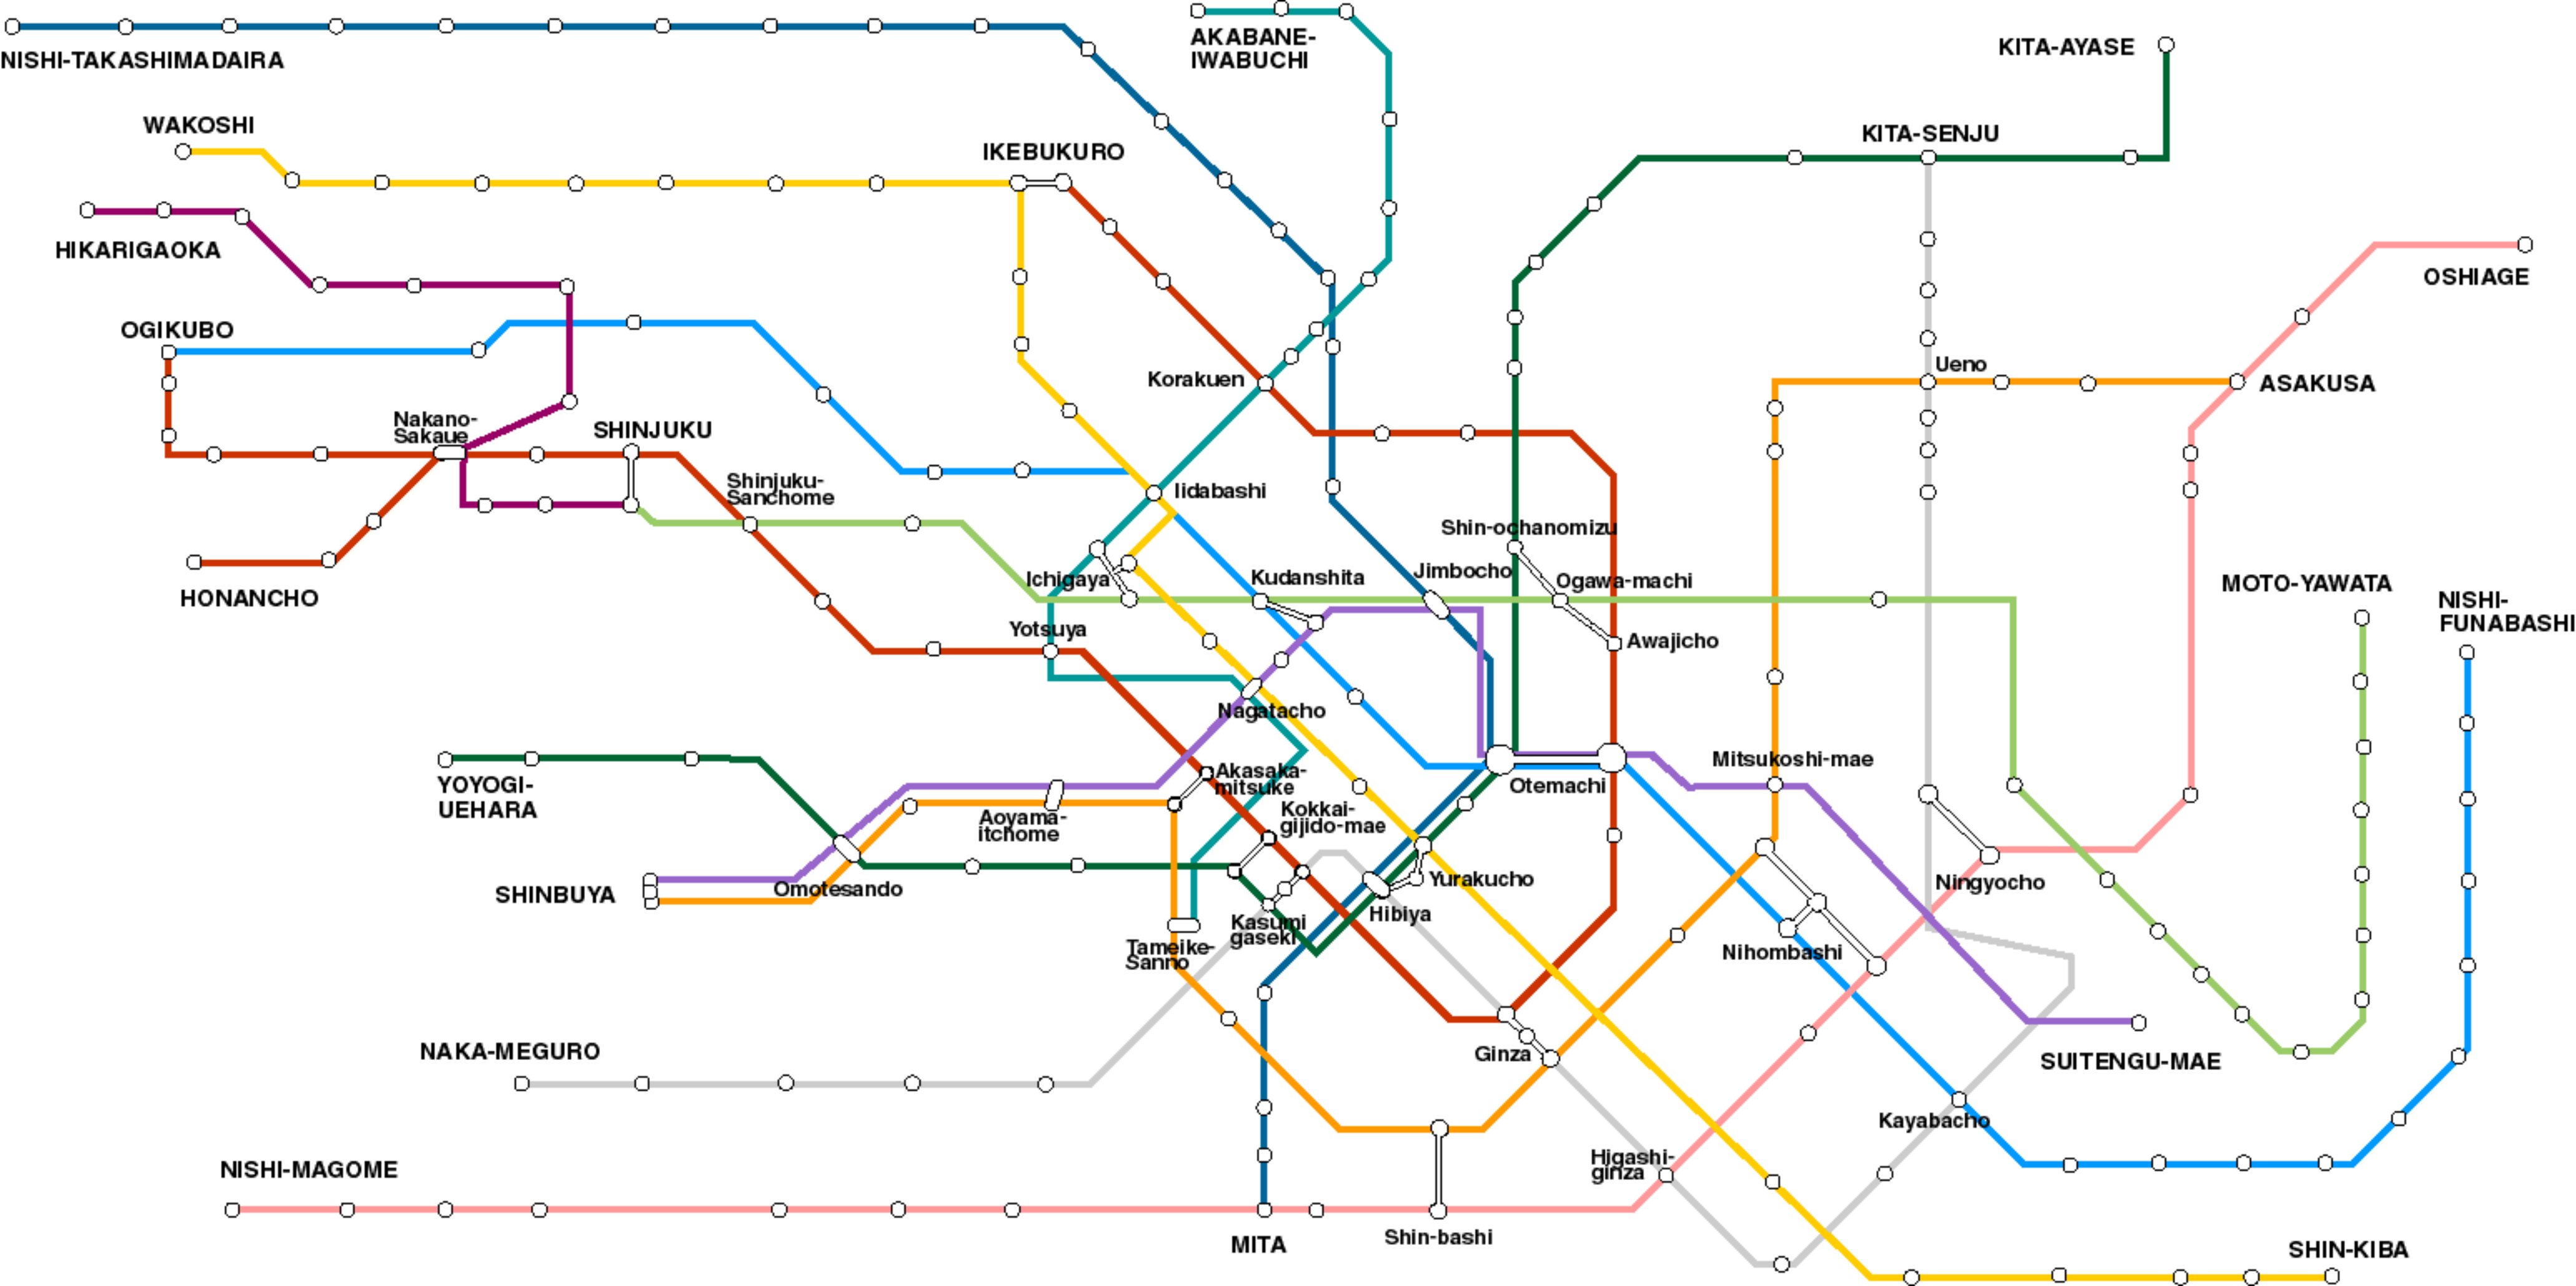 NISHI-TAKASHIMADAIRA
AKABANE-
IWABUCHI
KITA-AYASE
WAKOSHI
IKEBUKURO
KITA-SENJU
HIKARIGAOKA
OSHIAGE
OGIKUBO
Korakuen
Ueno
ASAKUSA
Nakano-
Sakaue
SHINJUKU
Shinjuku-
Sanchome
Iidabashi
Shin-ochanomizu
HONANCHO
Ichigaya
Kudanshita
Jimbocho
Ogawa-machi
MOTO-YAWATA
NISHI-
FUNABASHI
Yotsuya
Awajicho
Nagatacho
YOYOGI-
UEHARA
Akasaka-
mitsuke
Otemachi
Mitsukoshi-mae
Aoyama-
itchome
Kokkai-
gijido-mae
SHINBUYA
Omotesando
Yurakucho
Ningyocho
Kasumi
gaseki
Hibiya
Tameike-
Sanno
Nihombashi
NAKA-MEGURO
Ginza
SUITENGU-MAE
Kayabacho
NISHI-MAGOME
Higashi-
ginza
MITA
Shin-bashi
SHIN-KIBA